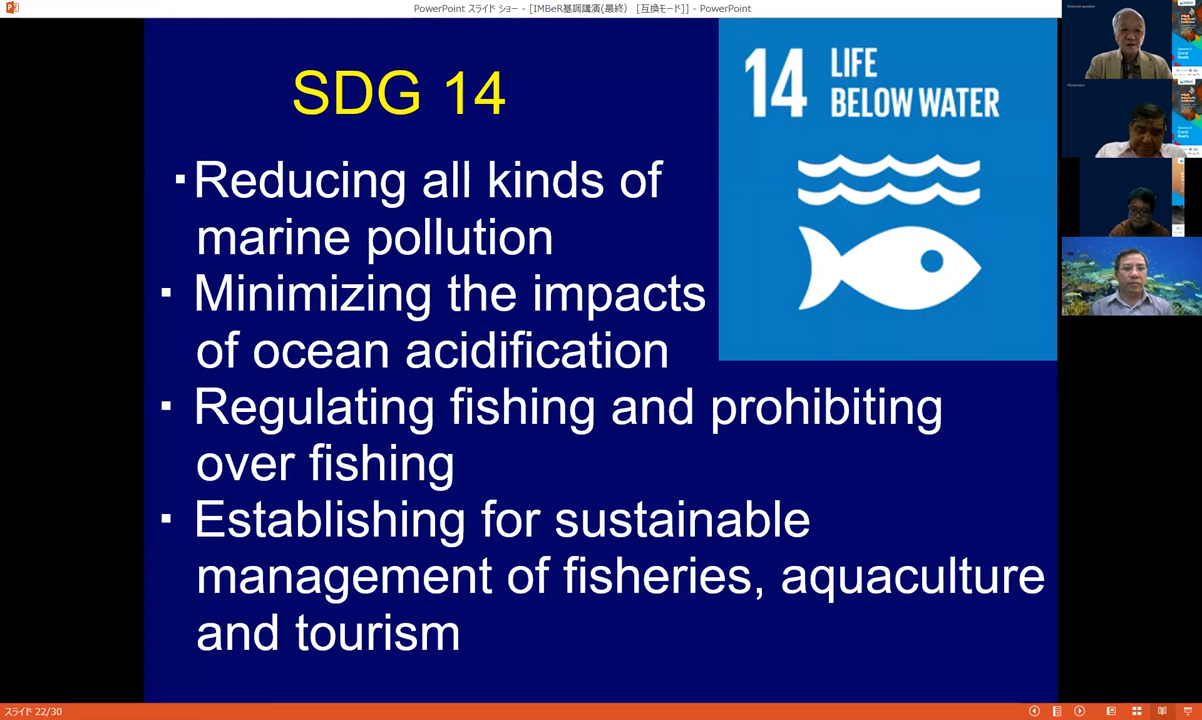 PowerPoint スライド ショー - [IMBeR基調講演(最終） [互換モード]] - PowerPoint
SDG 14
14 LIFE
BELOW WATER
▪Reducing all kinds of
marine pollution
▪ Minimizing the impacts
of ocean acidification
▪ Regulating fishing and prohibiting
over fishing
▪ Establishing for sustainable
management of fisheries, aquaculture
and tourism
Keynote speaker
Moderator
スライド 22/30